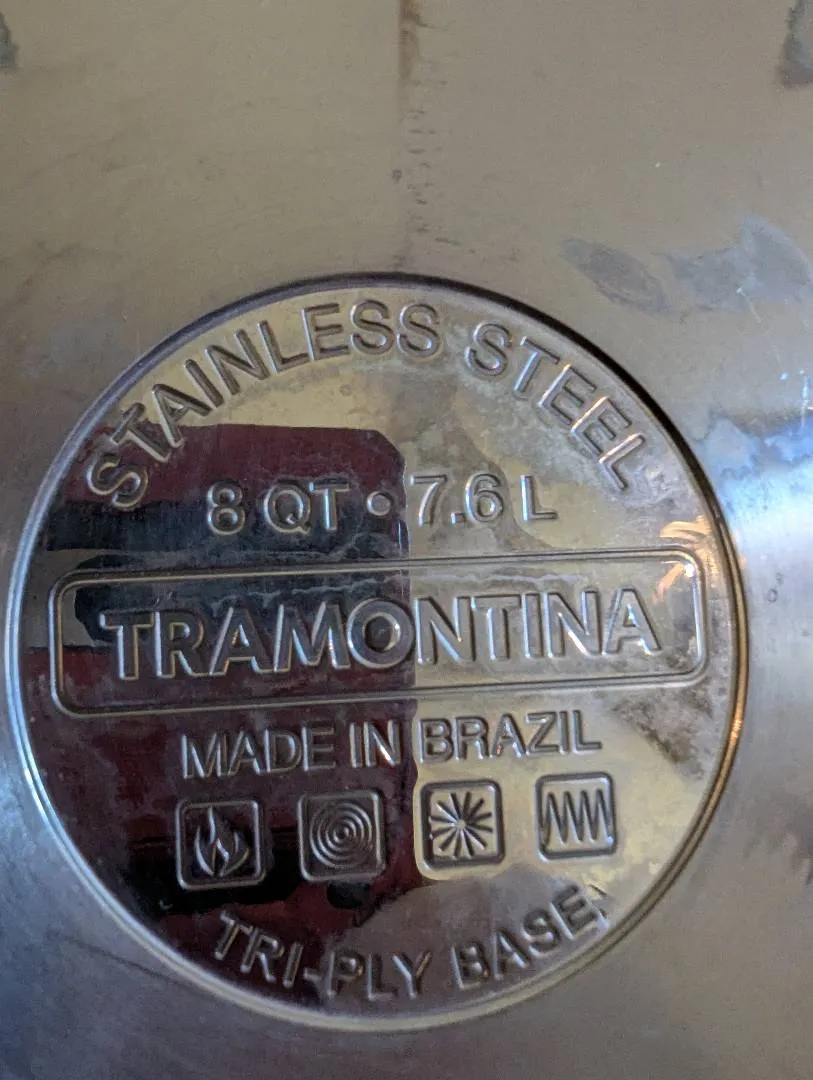 STAINLESS STEEL
8 QT • 7.6 L
TRAMONTINA
MADE IN BRAZIL
TRI-PLY BASE